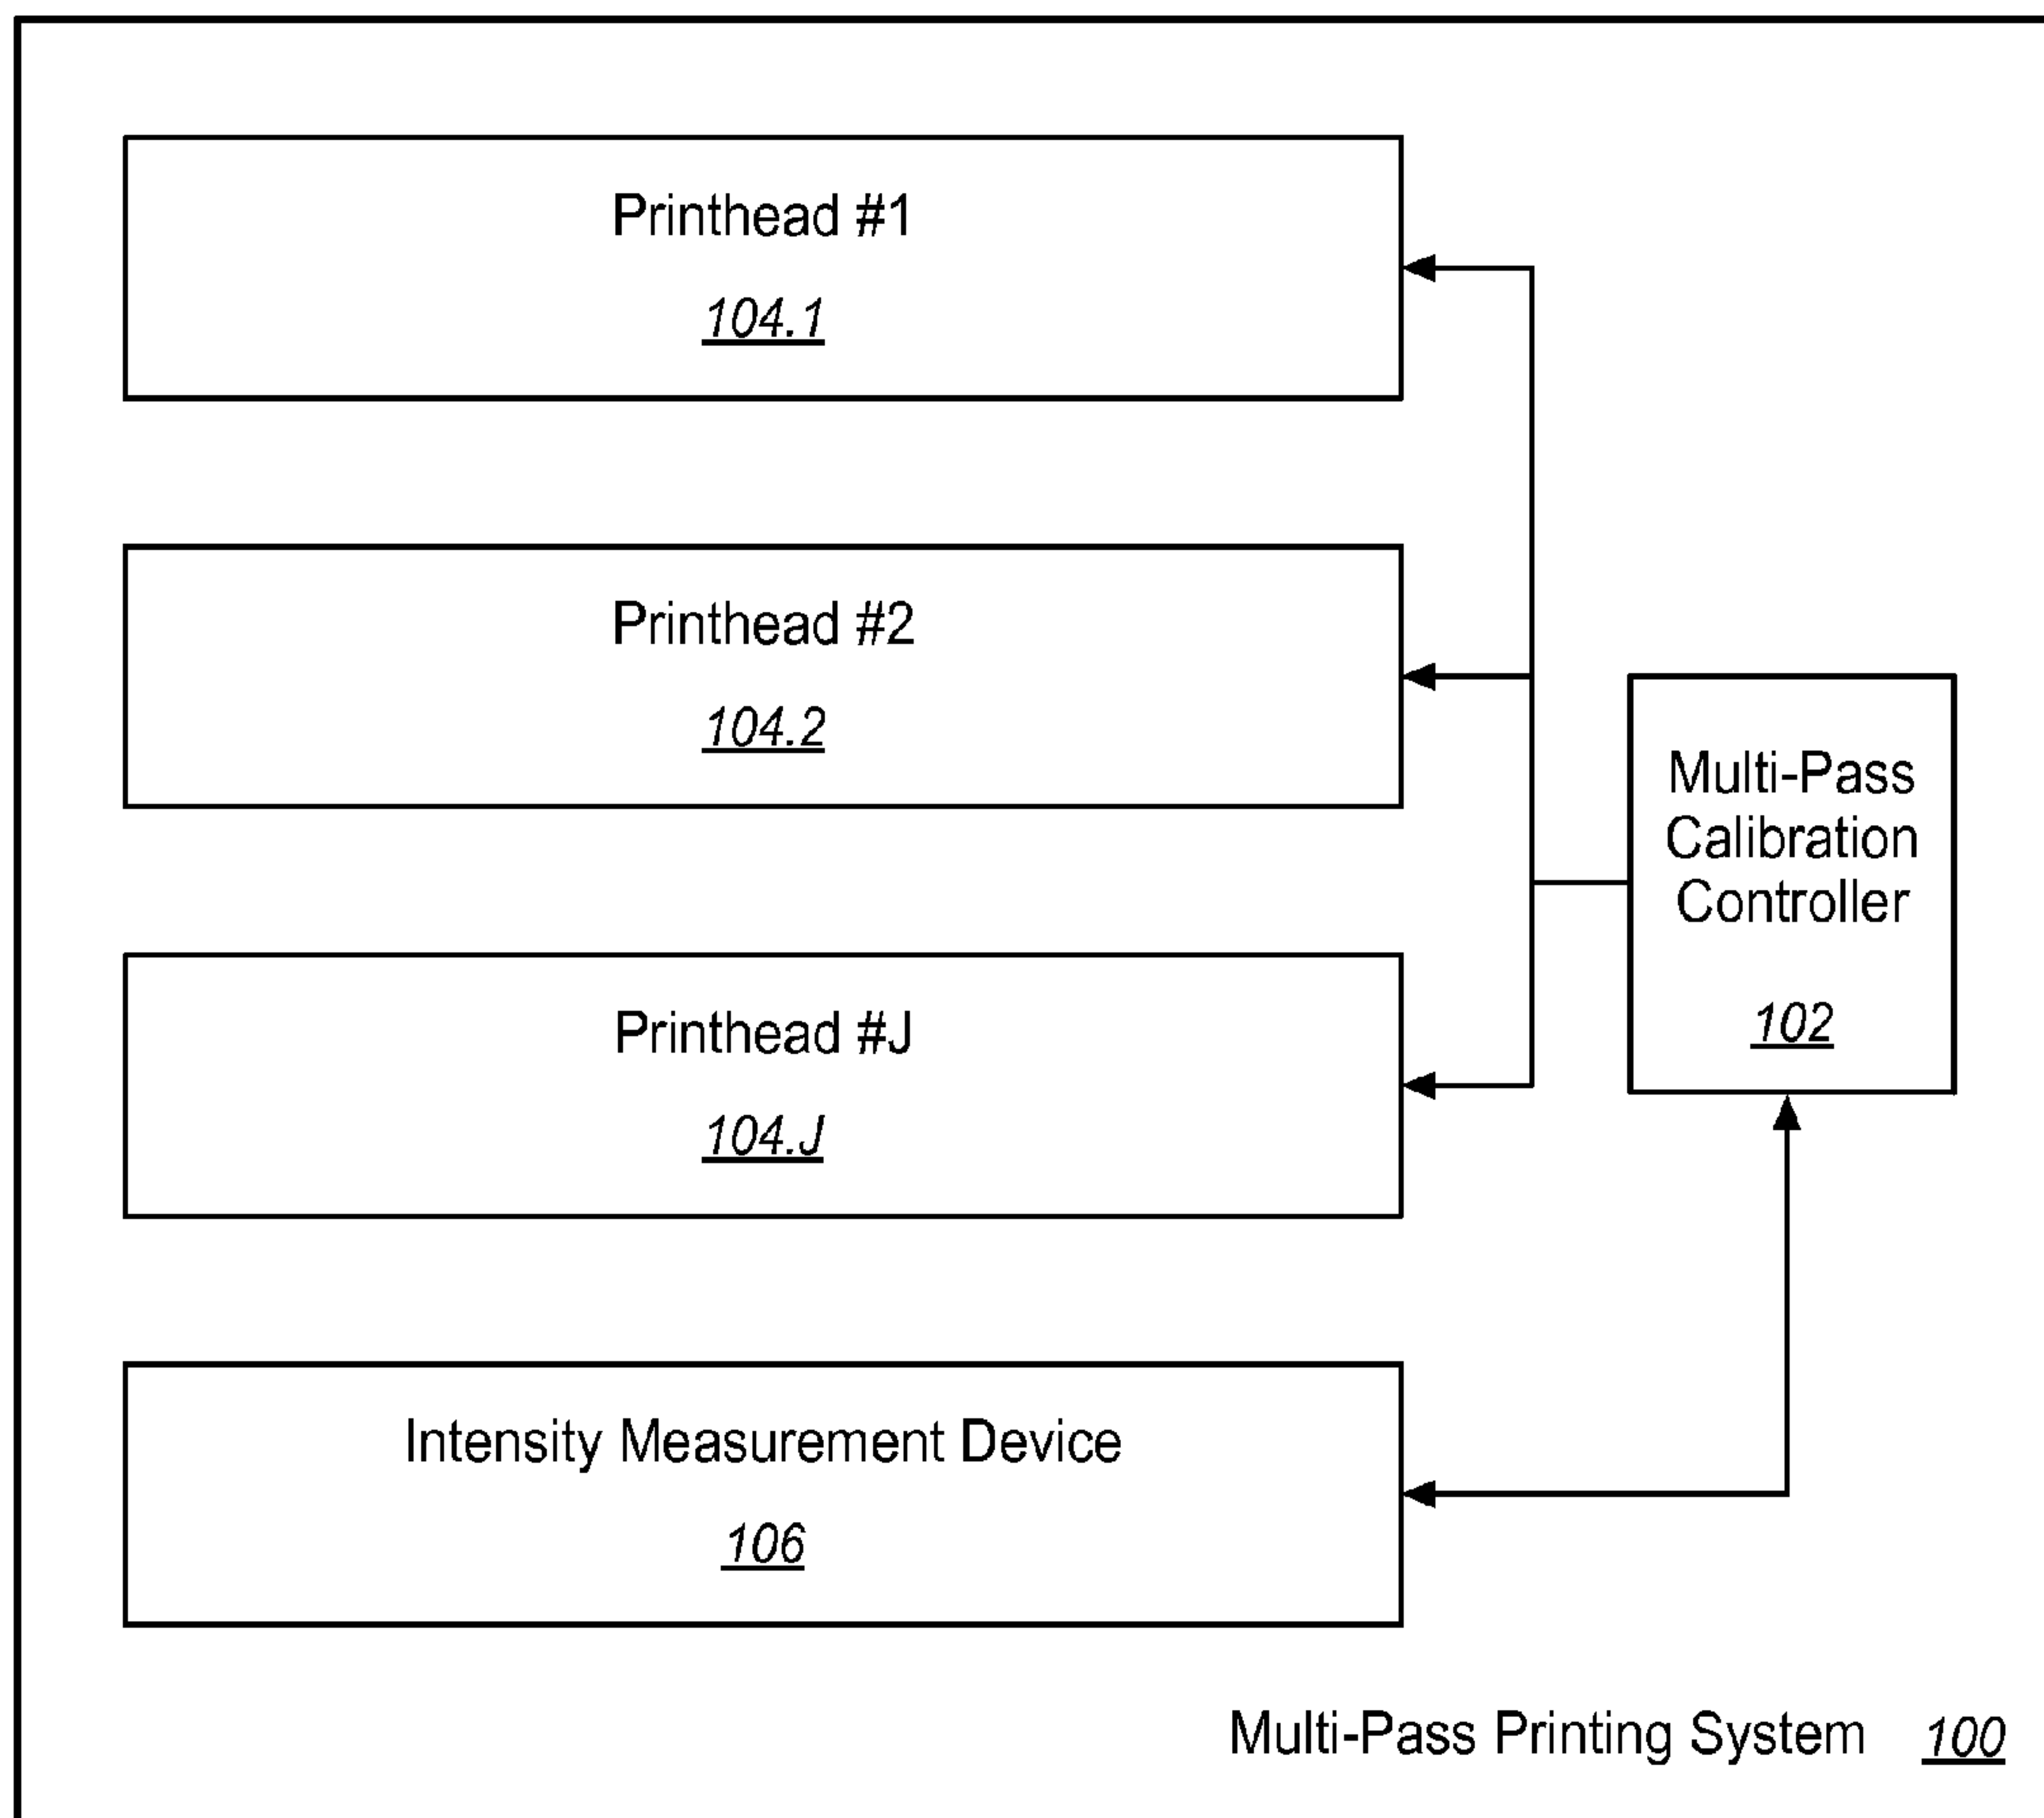 Printhead #1
104.1
Printhead #2
104.2
Multi-Pass
Calibration
Controller
102
Printhead #J
104.J
Intensity Measurement Device
106
Multi-Pass Printing System 100